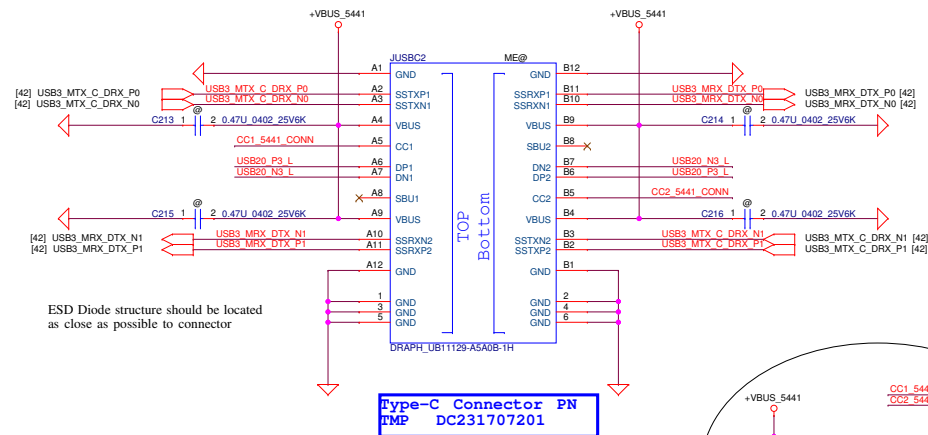 +VBUS_5441
+VBUS_5441
JUSBC2
ME@
A1 GND GND B12
[42] USB3_MTX_C_DRX_P0 USB3_MTX_C_DRX_P0 A2 SSTXP1 SSRXP1 B11 USB3_MRX_DTX_P0 USB3_MRX_DTX_P0 [42]
[42] USB3_MTX_C_DRX_N0 USB3_MTX_C_DRX_N0 A3 SSTXN1 SSRXN1 B10 USB3_MRX_DTX_N0 USB3_MRX_DTX_N0 [42]
@ @
C213 1 2 0.47U_0402_25V6K A4 VBUS VBUS B9 C214 1 2 0.47U_0402_25V6K
CC1_5441_CONN A5 CC1 SBU2 B8
USB20_P3_L A6 DP1 DN2 B7 USB20_N3_L
USB20_N3_L A7 DN1 DP2 B6 USB20_P3_L
A8 SBU1 CC2 B5 CC2_5441_CONN
@ @
C215 1 2 0.47U_0402_25V6K A9 VBUS VBUS B4 C216 1 2 0.47U_0402_25V6K
[42] USB3_MRX_DTX_N1 USB3_MRX_DTX_N1 A10 SSRXN2 SSTXN2 B3 USB3_MTX_C_DRX_N1 USB3_MTX_C_DRX_N1 [42]
[42] USB3_MRX_DTX_P1 USB3_MRX_DTX_P1 A11 SSRXP2 SSTXP2 B2 USB3_MTX_C_DRX_P1 USB3_MTX_C_DRX_P1 [42]
A12 GND GND B1
TOP
Bottom
1 GND GND 2
3 GND GND 4
5 GND GND 6
ESD Diode structure should be located
as close as possible to connector
DRAPH_UB11129-A5A0B-1H
Type-C Connector PN
TMP DC231707201
+VBUS_5441
CC1_544
CC2_544